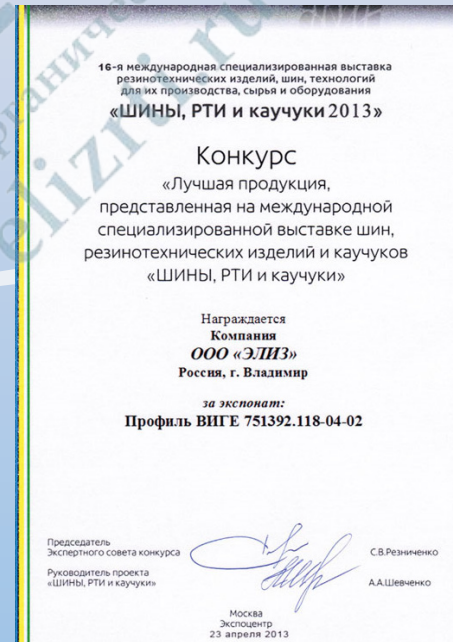 16-я международная специализированная выставка
резинотехнических изделий, шин, технологий
для их производства, сырья и оборудования
«ШИНЫ, РТИ и каучуки 2013»
Конкурс
«Лучшая продукция,
представленная на международной
специализированной выставке шин,
резинотехнических изделий и каучуков
«ШИНЫ, РТИ и каучуки»
Награждается
Компания
ООО «ЭЛИЗ»
Россия, г. Владимир
за экспонат:
Профиль ВИГЕ 751392.118-04-02
Председатель
Экспертного совета конкурса
С.В.Резниченко
Руководитель проекта
«ШИНЫ, РТИ и каучуки»
А.А.Шевченко
Москва
Экспоцентр
23 апреля 2013
elizrti.ru